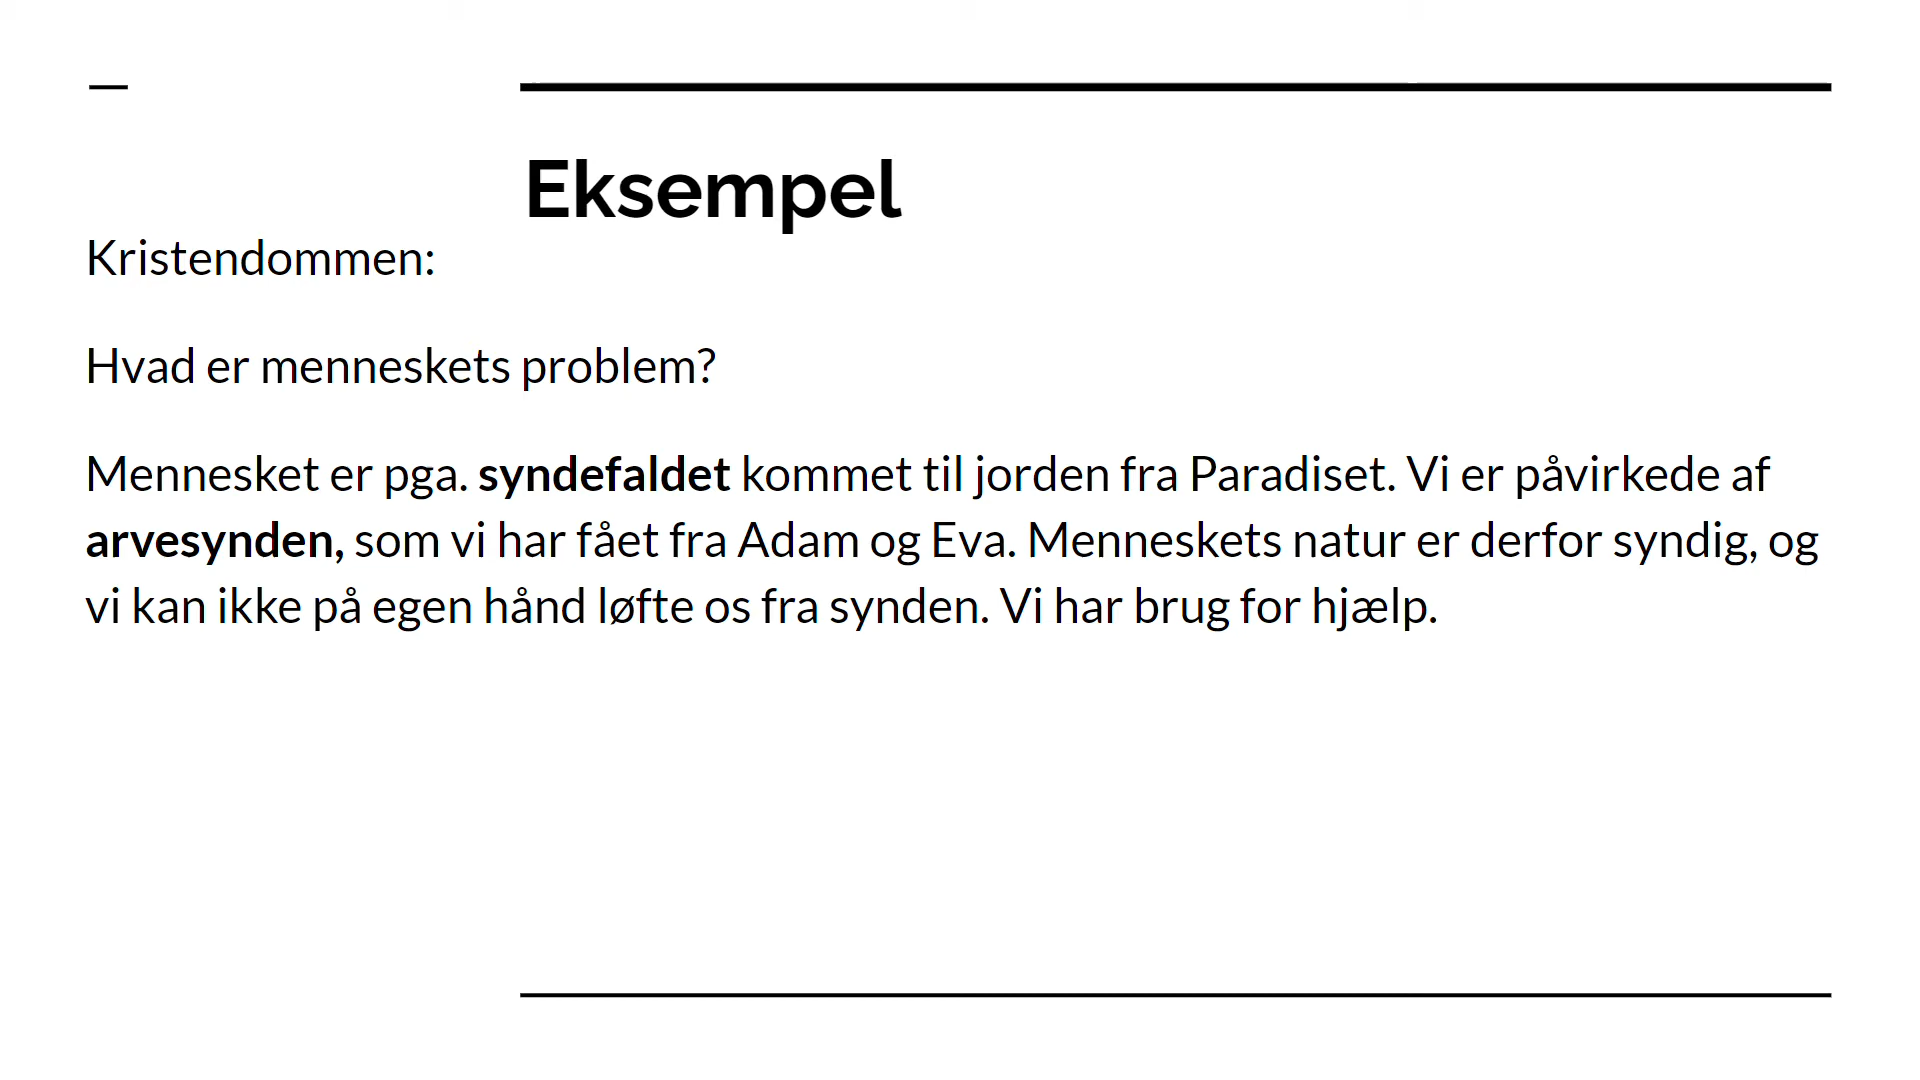 Eksempel
Kristendommen:
Hvad er menneskets problem?
Mennesket er pga. syndefaldet kommet til jorden fra Paradiset. Vi er påvirkede af
arvesynden, som vi har fået fra Adam og Eva. Menneskets natur er derfor syndig, og
vi kan ikke på egen hånd løfte os fra synden. Vi har brug for hjælp.